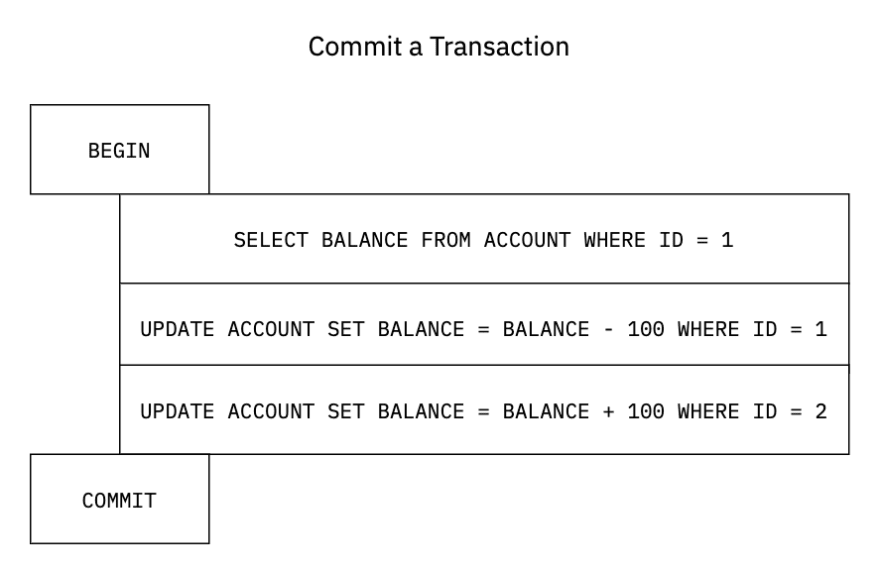 Commit a Transaction
BEGIN
SELECT BALANCE FROM ACCOUNT WHERE ID = 1
UPDATE ACCOUNT SET BALANCE = BALANCE - 100 WHERE ID = 1
UPDATE ACCOUNT SET BALANCE = BALANCE + 100 WHERE ID = 2
COMMIT